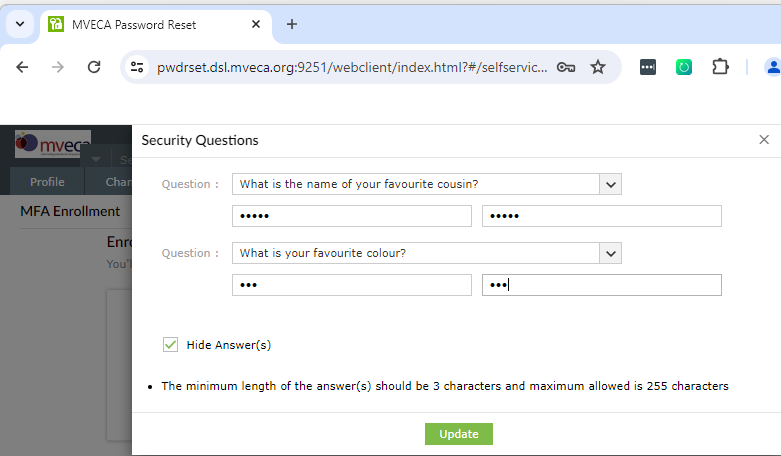 MVECA Password Reset
pwdrset.dsl.mveca.org:9251/webclient/index.html?#/selfservic...
mveca
Se
Profile
Char
MFA Enrollment
Enro
You'l
Security Questions
Question :
What is the name of your favourite cousin?
•••••
•••••
Question :
What is your favourite colour?
•••
•••
Hide Answer(s)
• The minimum length of the answer(s) should be 3 characters and maximum allowed is 255 characters
Update